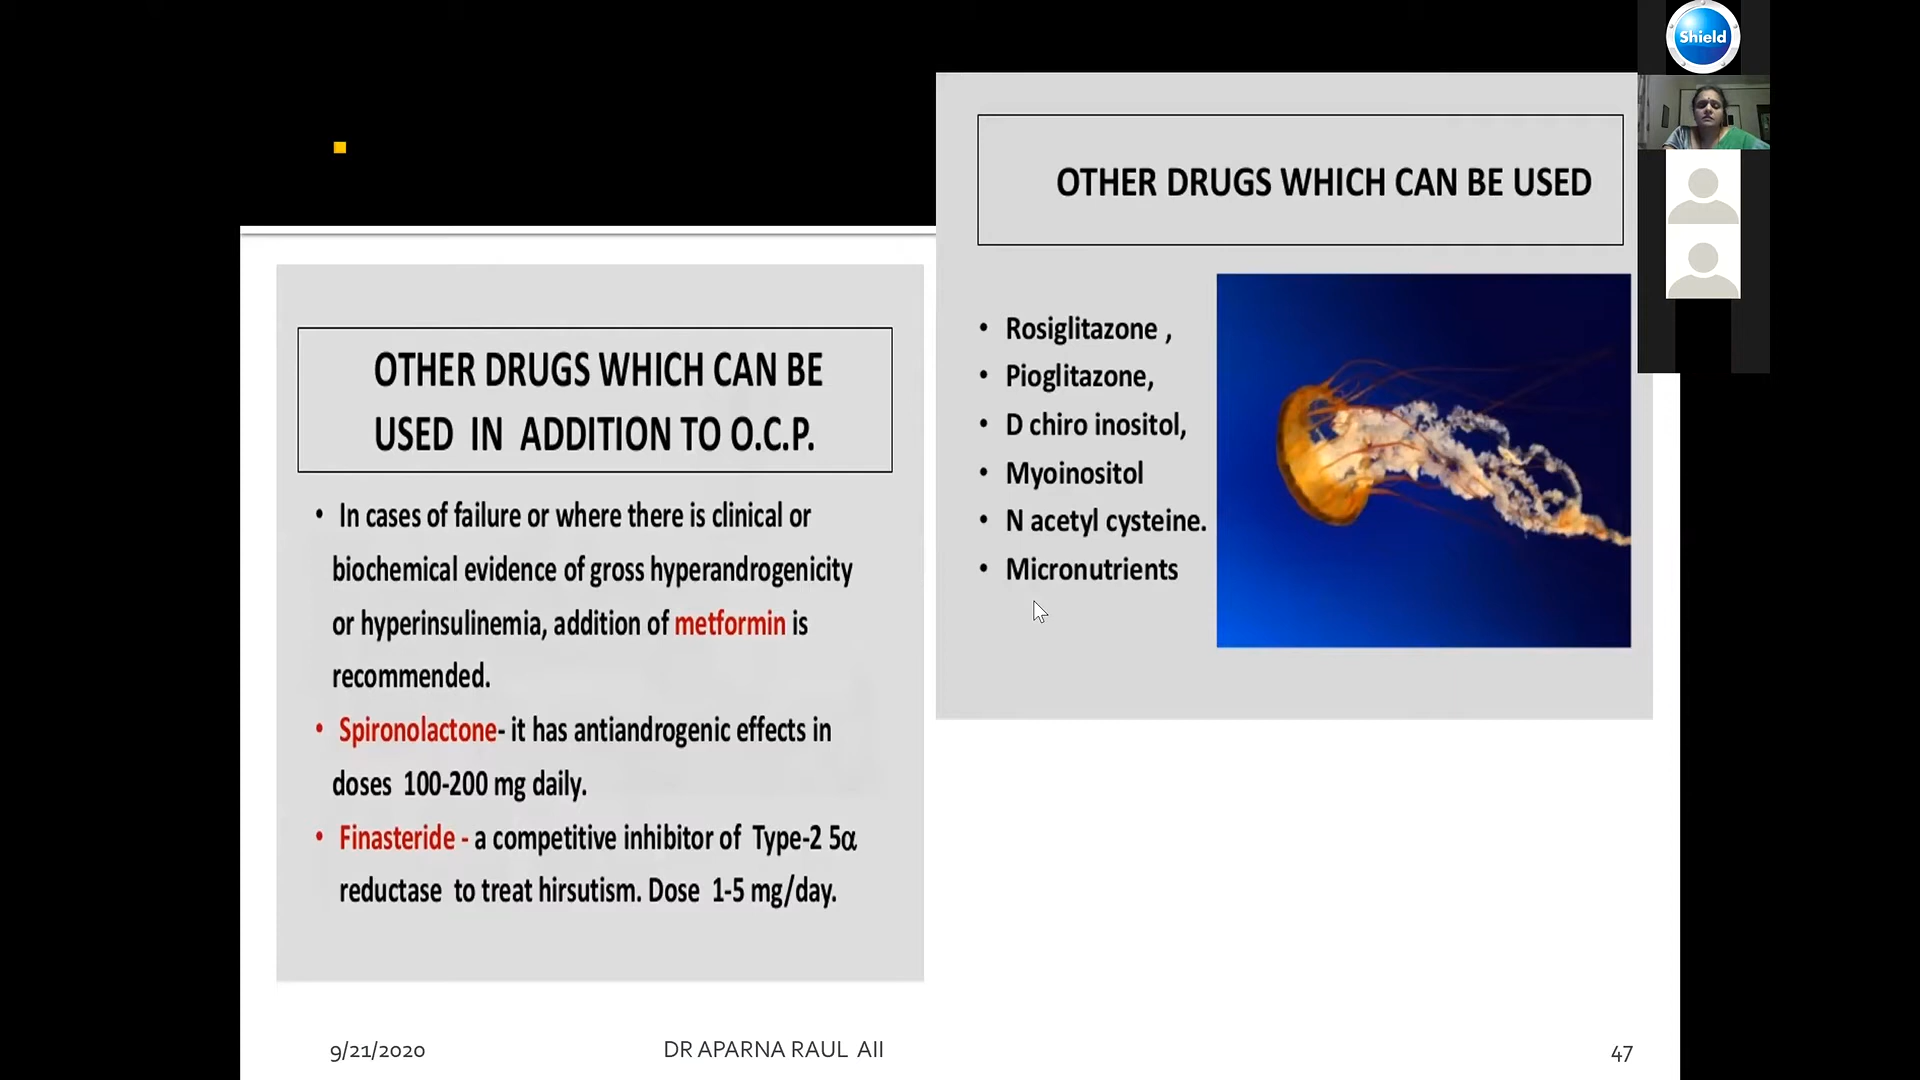 Shield
OTHER DRUGS WHICH CAN BE
USED IN ADDITION TO O.C.P.
• In cases of failure or where there is clinical or
biochemical evidence of gross hyperandrogenicity
or hyperinsulinemia, addition of metformin is
recommended.
• Spironolactone- it has antiandrogenic effects in
doses 100-200 mg daily.
• Finasteride - a competitive inhibitor of Type-2 5α
reductase to treat hirsutism. Dose 1-5 mg/day.
OTHER DRUGS WHICH CAN BE USED
• Rosiglitazone ,
• Pioglitazone,
• D chiro inositol,
• Myoinositol
• N acetyl cysteine.
• Micronutrients
9/21/2020
DR APARNA RAUL AII
47